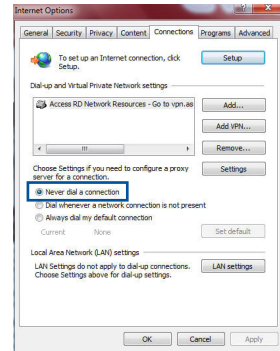 Internet Options
General Security Privacy Content Connections Programs Advanced
To set up an Internet connection, click
Setup.
Setup
Dial-up and Virtual Private Network settings
Access RD Network Resources - Go to vpn.as
Add...
Add VPN...
Remove...
Choose Settings if you need to configure a proxy
server for a connection.
Settings
Never dial a connection
Dial whenever a network connection is not present
Always dial my default connection
Current None
Set default
Local Area Network (LAN) settings
LAN Settings do not apply to dial-up connections.
Choose Settings above for dial-up settings.
LAN settings
OK Cancel Apply